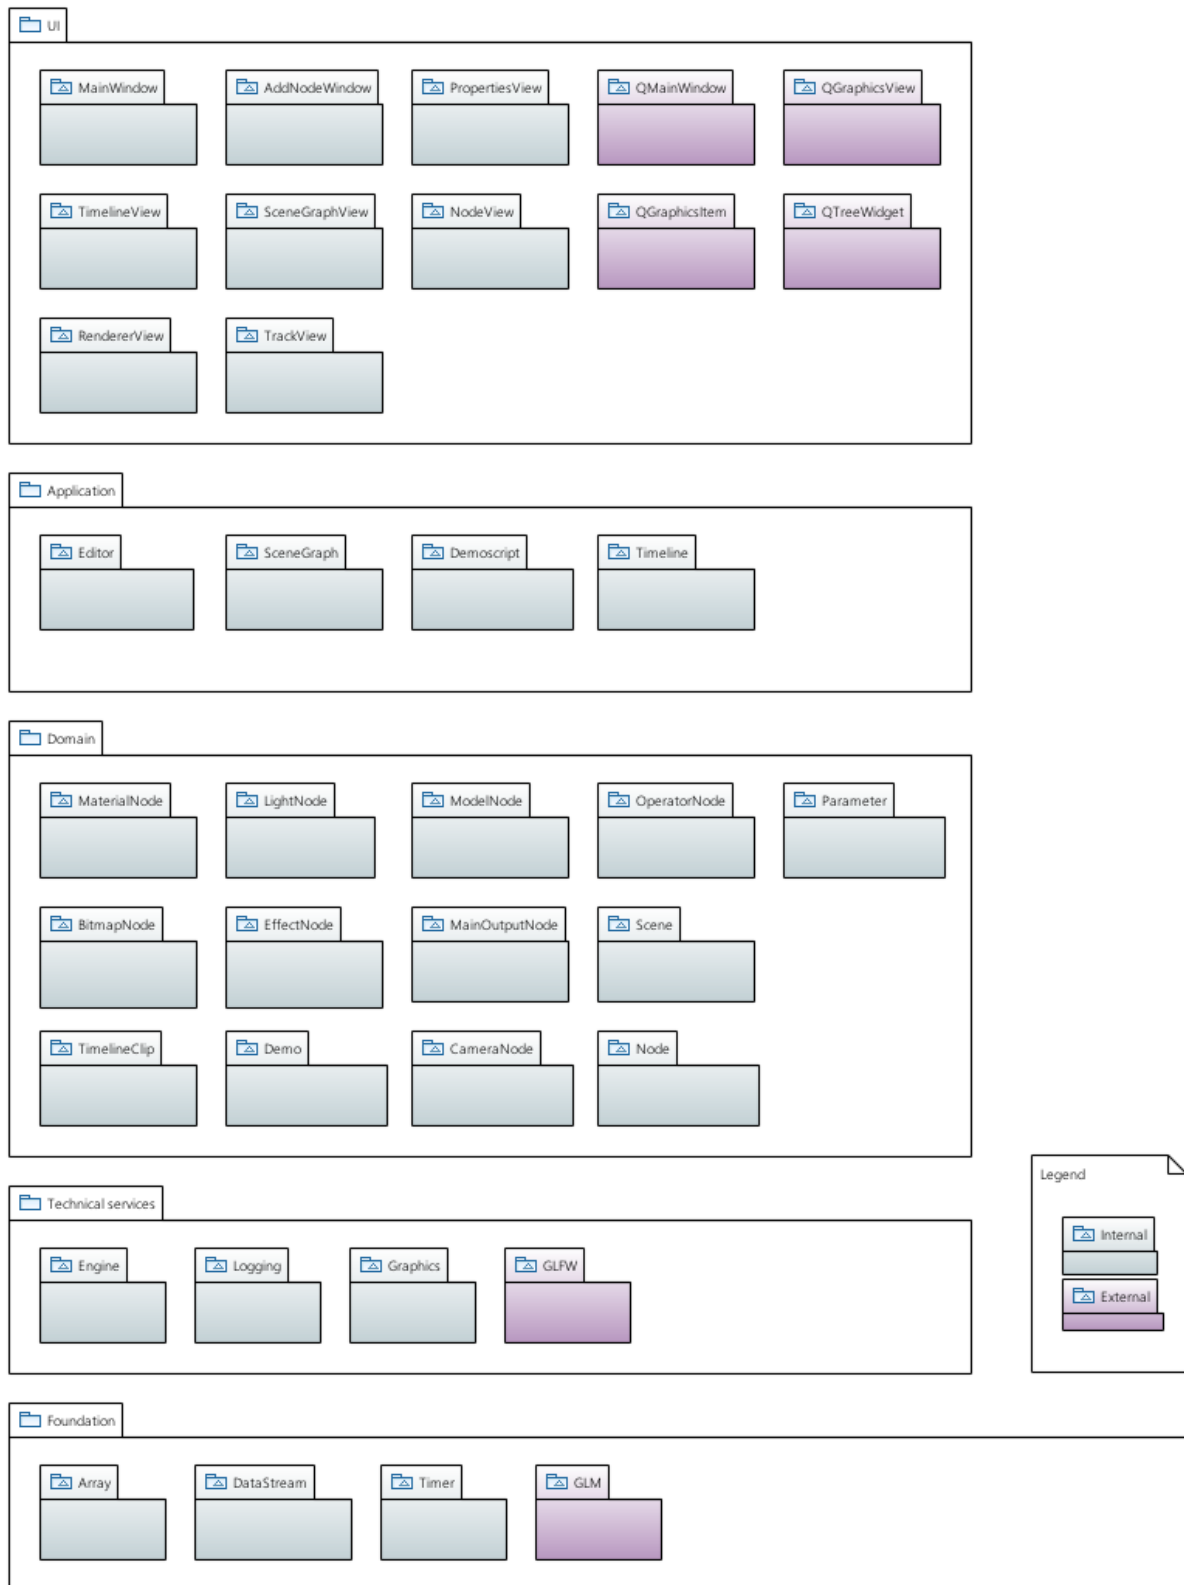 UI
MainWindow
AddNodeWindow
PropertiesView
QMainWindow
QGraphicsView
TimelineView
SceneGraphView
NodeView
QGraphicsItem
QTreeWidget
RendererView
TrackView
Application
Editor
SceneGraph
Demoscript
Timeline
Domain
MaterialNode
LightNode
ModelNode
OperatorNode
Parameter
BitmapNode
EffectNode
MainOutputNode
Scene
TimelineClip
Demo
CameraNode
Node
Legend
Internal
External
Technical services
Engine
Logging
Graphics
GLFW
Foundation
Array
DataStream
Timer
GLM